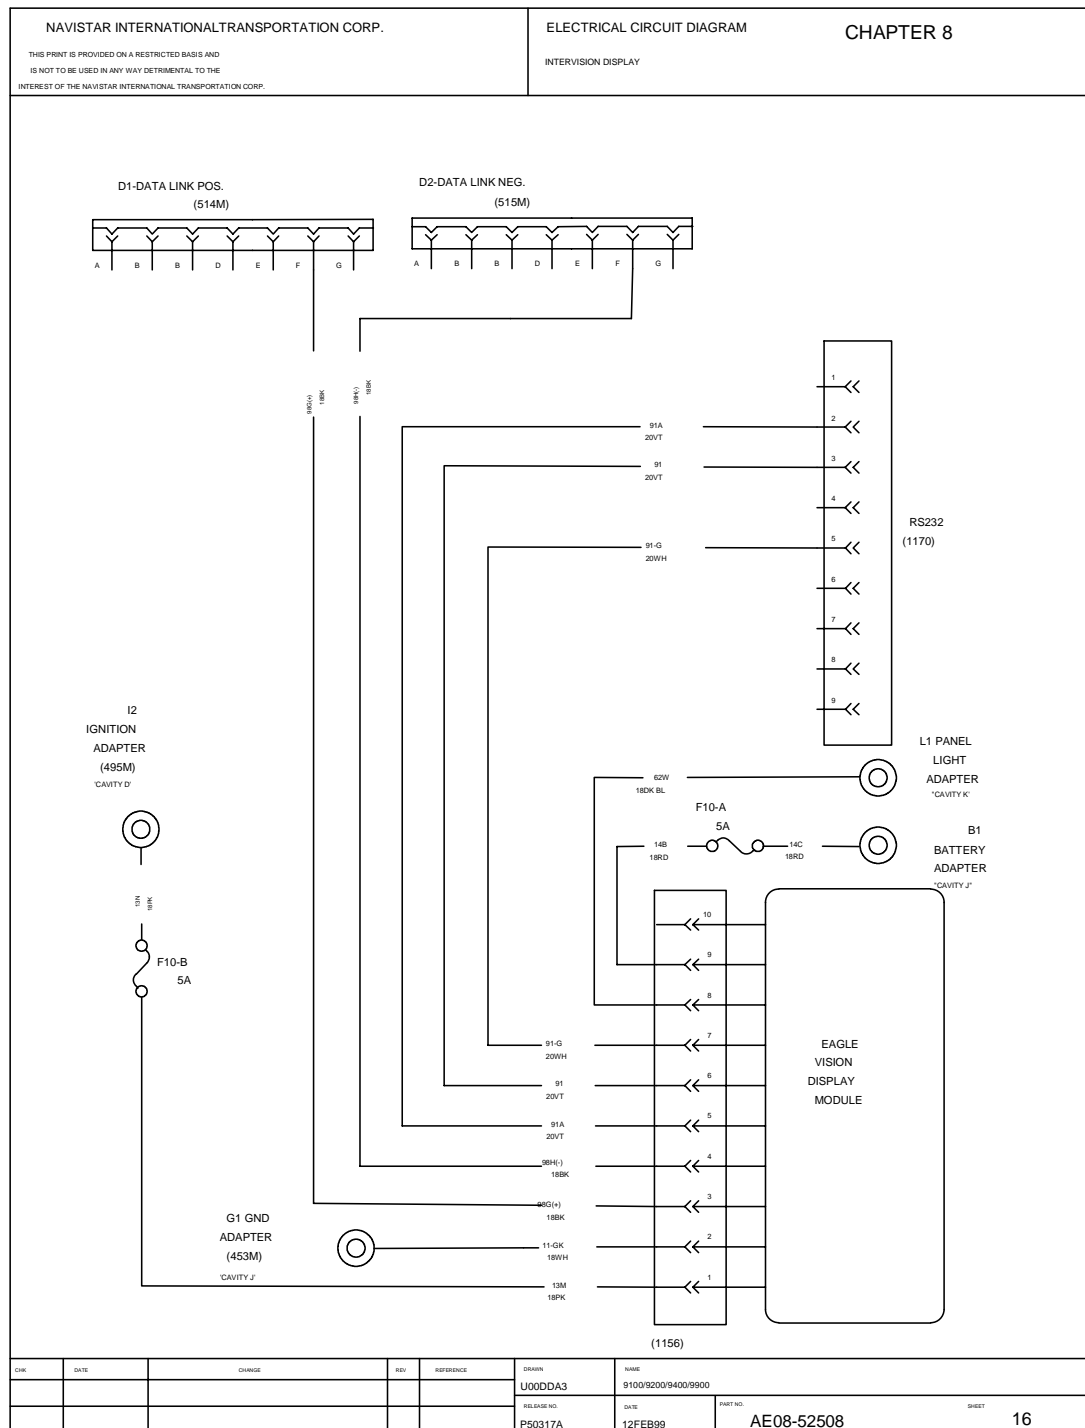 NAVISTAR INTERNATIONALTRANSPORTATION CORP.
THIS PRINT IS PROVIDED ON A RESTRICTED BASIS AND
IS NOT TO BE USED IN ANY WAY DETRIMENTAL TO THE
INTEREST OF THE NAVISTAR INTERNATIONAL TRANSPORTATION CORP.
ELECTRICAL CIRCUIT DIAGRAM
CHAPTER 8
INTERVISION DISPLAY
D1-DATA LINK POS.
(514M)
A B B D E F G
D2-DATA LINK NEG.
(515M)
A B B D E F G
98G(+)
18BK
98H(-)
18BK
91A
20VT
91
20VT
91-G
20WH
1
2
3
4
5
6
7
8
9
RS232
(1170)
I2
IGNITION
ADAPTER
(495M)
'CAVITY D'
13N
18PK
F10-B
5A
L1 PANEL
LIGHT
ADAPTER
"CAVITY K'
62W
18DK BL
F10-A
5A
14B
18RD
14C
18RD
B1
BATTERY
ADAPTER
"CAVITY J"
10
9
8
7
6
5
4
3
2
1
91-G
20WH
91
20VT
91A
20VT
98H(-)
18BK
98G(+)
18BK
11-GK
18WH
13M
18PK
EAGLE
VISION
DISPLAY
MODULE
G1 GND
ADAPTER
(453M)
'CAVITY J'
(1156)
CHK DATE CHANGE REV REFERENCE
DRAWN
U00DDA3
NAME
9100/9200/9400/9900
RELEASE NO.
P50317A
DATE
12FEB99
PART NO.
AE08-52508
SHEET
16